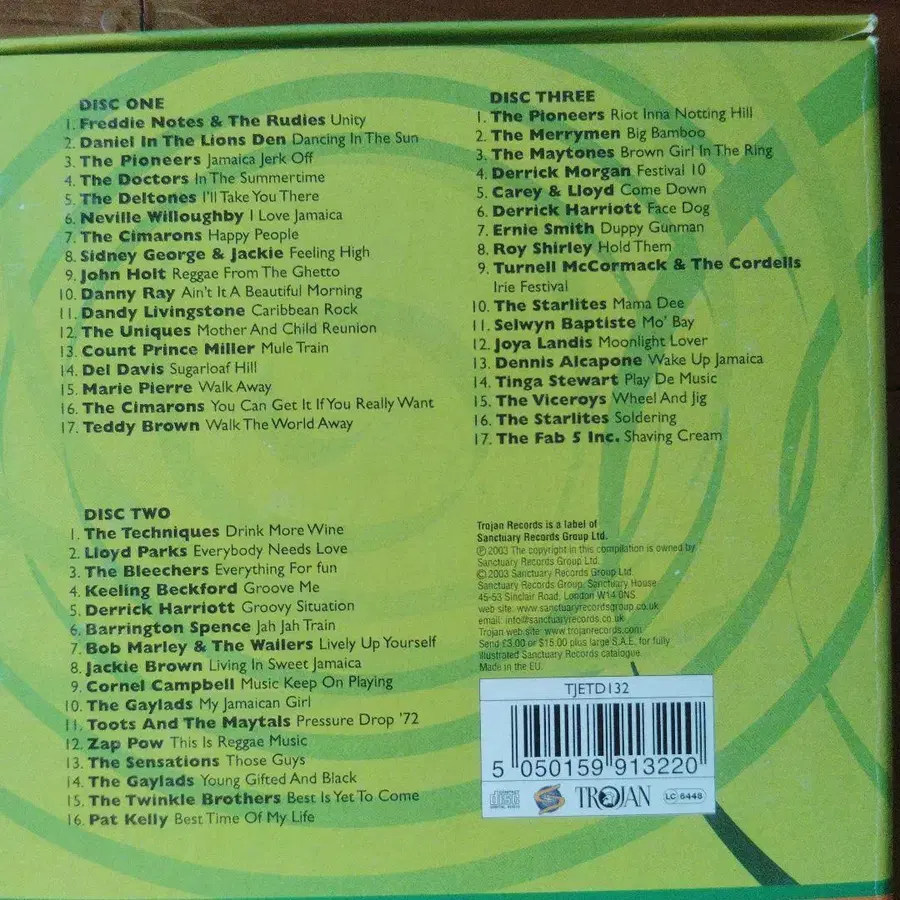 DISC ONE
1. Freddie Notes & The Rudies Unity
2. Daniel In The Lions Den Dancing In The Sun
3. The Pioneers Jamaica Jerk Off
4. The Doctors In The Summertime
5. The Deltones I'll Take You There
6. Neville Willoughby I Love Jamaica
7. The Cimarons Happy People
8. Sidney George & Jackie Feeling High
9. John Holt Reggae From The Ghetto
10. Danny Ray Ain't It A Beautiful Morning
11. Dandy Livingstone Caribbean Rock
12. The Uniques Mother And Child Reunion
13. Count Prince Miller Mule Train
14. Del Davis Sugarloaf Hill
15. Marie Pierre Walk Away
16. The Cimarons You Can Get It If You Really Want
17. Teddy Brown Walk The World Away
DISC TWO
1. The Techniques Drink More Wine
2. Lloyd Parks Everybody Needs Love
3. The Bleechers Everything For fun
4. Keeling Beckford Groove Me
5. Derrick Harriott Groovy Situation
6. Barrington Spence Jah Jah Train
7. Bob Marley & The Wailers Lively Up Yourself
8. Jackie Brown Living In Sweet Jamaica
9. Cornel Campbell Music Keep On Playing
10. The Gaylads My Jamaican Girl
11. Toots And The Maytals Pressure Drop '72
12. Zap Pow This Is Reggae Music
13. The Sensations Those Guys
14. The Gaylads Young Gifted And Black
15. The Twinkle Brothers Best Is Yet To Come
16. Pat Kelly Best Time Of My Life
DISC THREE
1. The Pioneers Riot Inna Notting Hill
2. The Merrymen Big Bamboo
3. The Maytones Brown Girl In The Ring
4. Derrick Morgan Festival 10
5. Carey & Lloyd Come Down
6. Derrick Harriott Face Dog
7. Ernie Smith Duppy Gunman
8. Roy Shirley Hold Them
9. Turnell McCormack & The Cordells
Irie Festival
10. The Starlites Mama Dee
11. Selwyn Baptiste Mo' Bay
12. Joya Landis Moonlight Lover
13. Dennis Alcapone Wake Up Jamaica
14. Tinga Stewart Play De Music
15. The Viceroys Wheel And Jig
16. The Starlites Soldering
17. The Fab 5 Inc. Shaving Cream
Trojan Records is a label of
Sanctuary Records Group Ltd.
℗ 2003 The copyright in this compilation is owned by
Sanctuary Records Group Ltd.
© 2003 Sanctuary Records Group Ltd.
Sanctuary Records Group, Sanctuary House
45-53 Sinclair Road, London W14 0NS
web site: www.sanctuaryrecordsgroup.co.uk
email: info@sanctuaryrecords.co.uk
Trojan web site: www.trojanrecords.com
Send £3.00 or $15.00 plus large S.A.E. for fully
illustrated Sanctuary Records catalogue.
Made in the EU.
TJETD132
5 050159 913220
COMPACT
disc
DIGITAL AUDIO
TROJAN
LC 6448